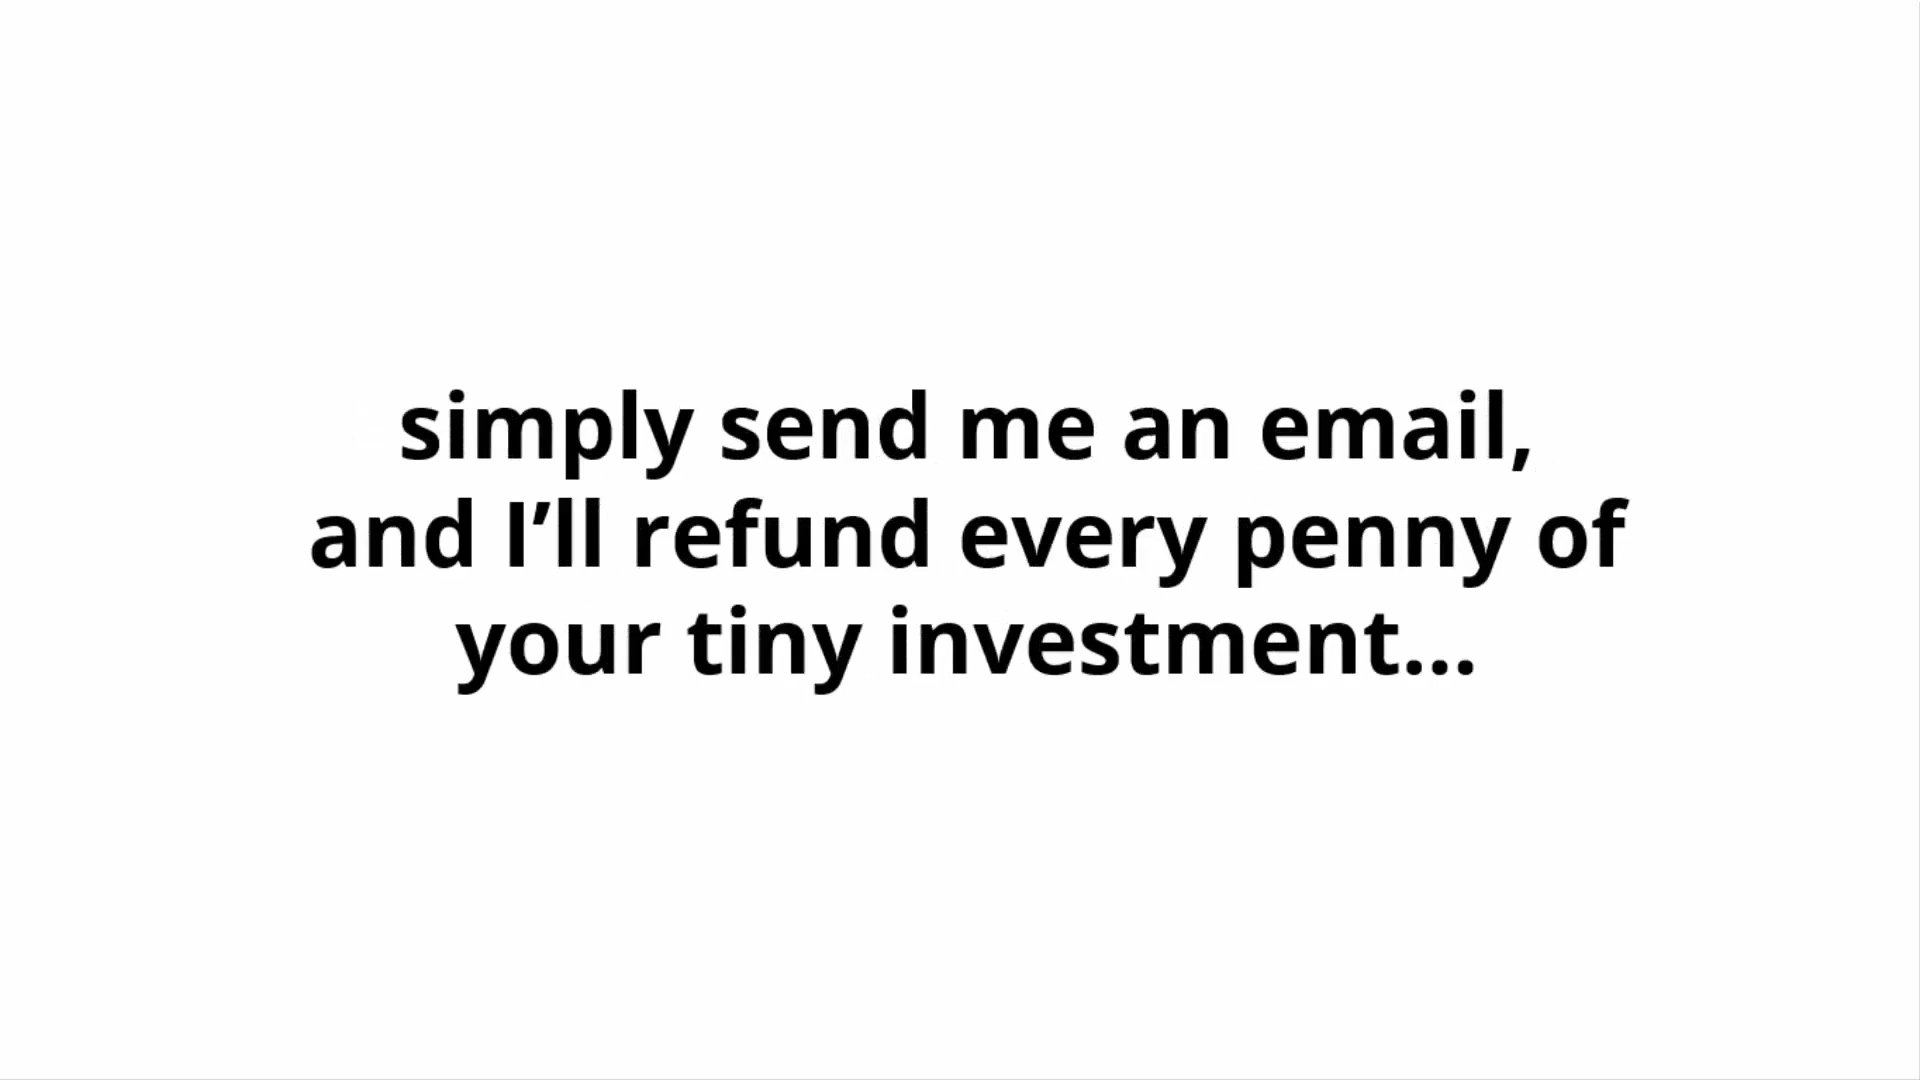 simply send me an email,
and I’ll refund every penny of
your tiny investment...